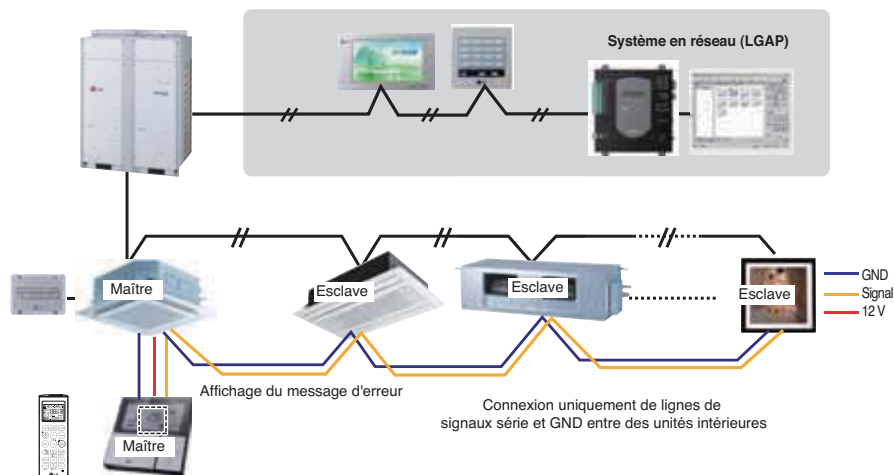 Système en réseau (LGAP)
Maître
Esclave
Esclave
Esclave
GND
Signal
12 V
Affichage du message d'erreur
Connexion uniquement de lignes de
signaux série et GND entre des unités intérieures
Maître